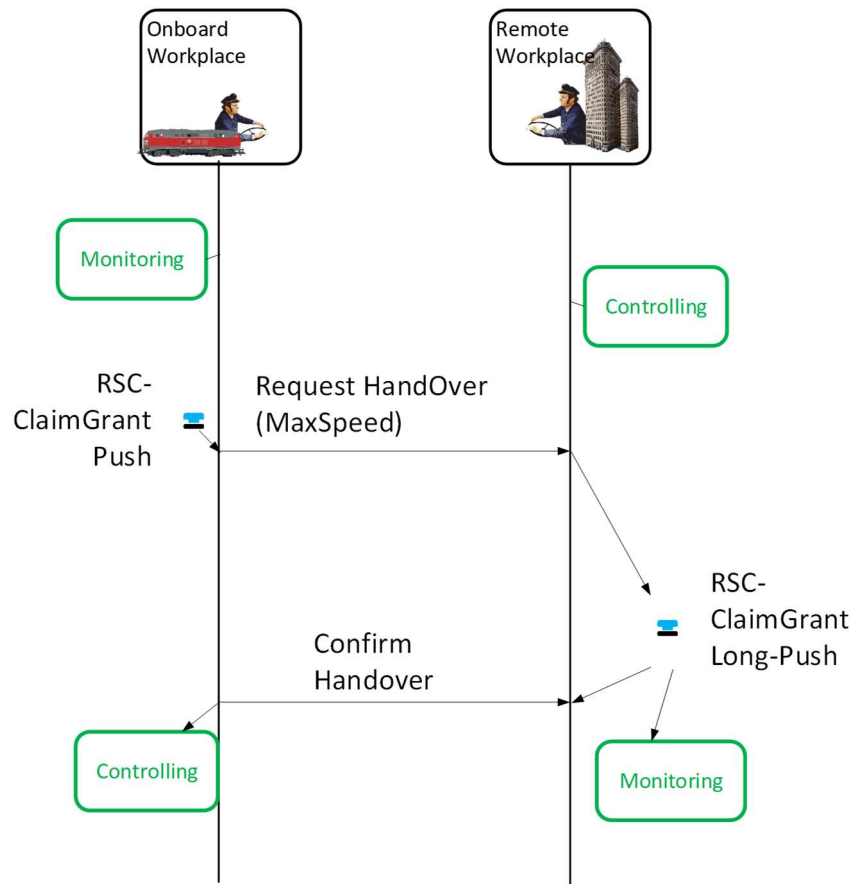 Onboard
Workplace
Remote
Workplace
Monitoring
Controlling
RSC-
ClaimGrant
Push
Request HandOver
(MaxSpeed)
RSC-
ClaimGrant
Long-Push
Confirm
Handover
Controlling
Monitoring